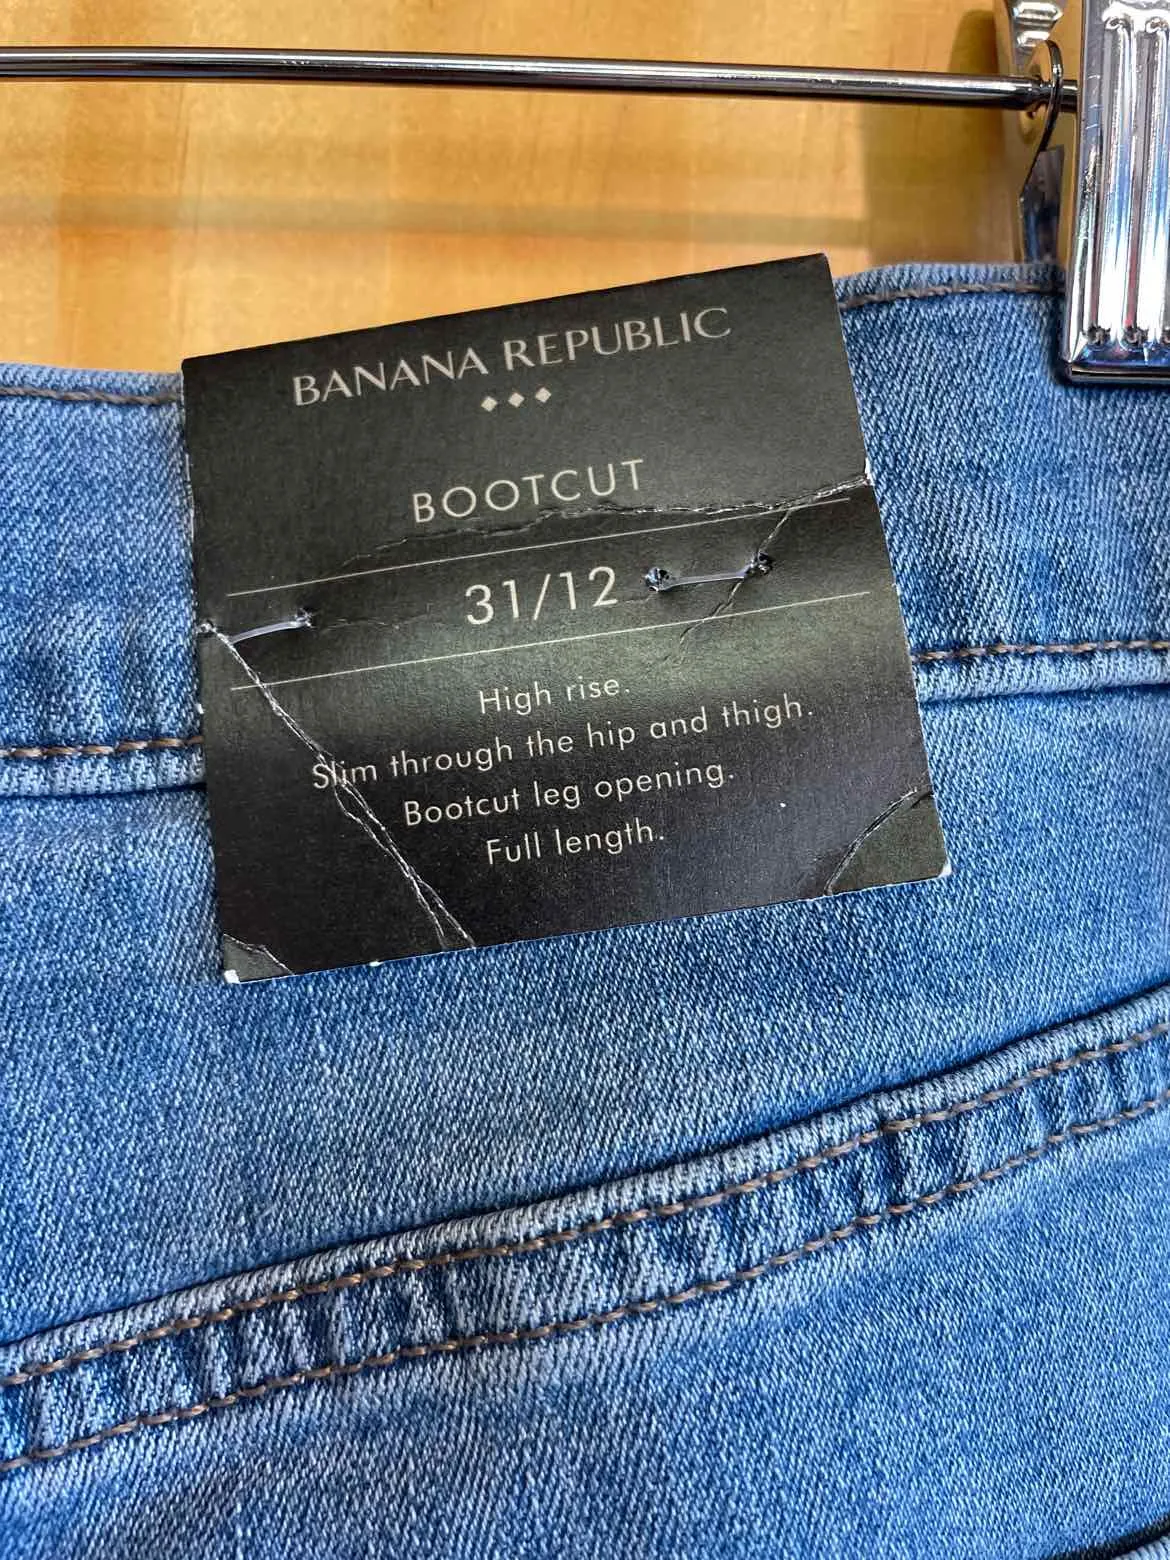 BANANA REPUBLIC
BOOTCUT
31/12
High rise.
Slim through the hip and thigh.
Bootcut leg opening.
Full length.